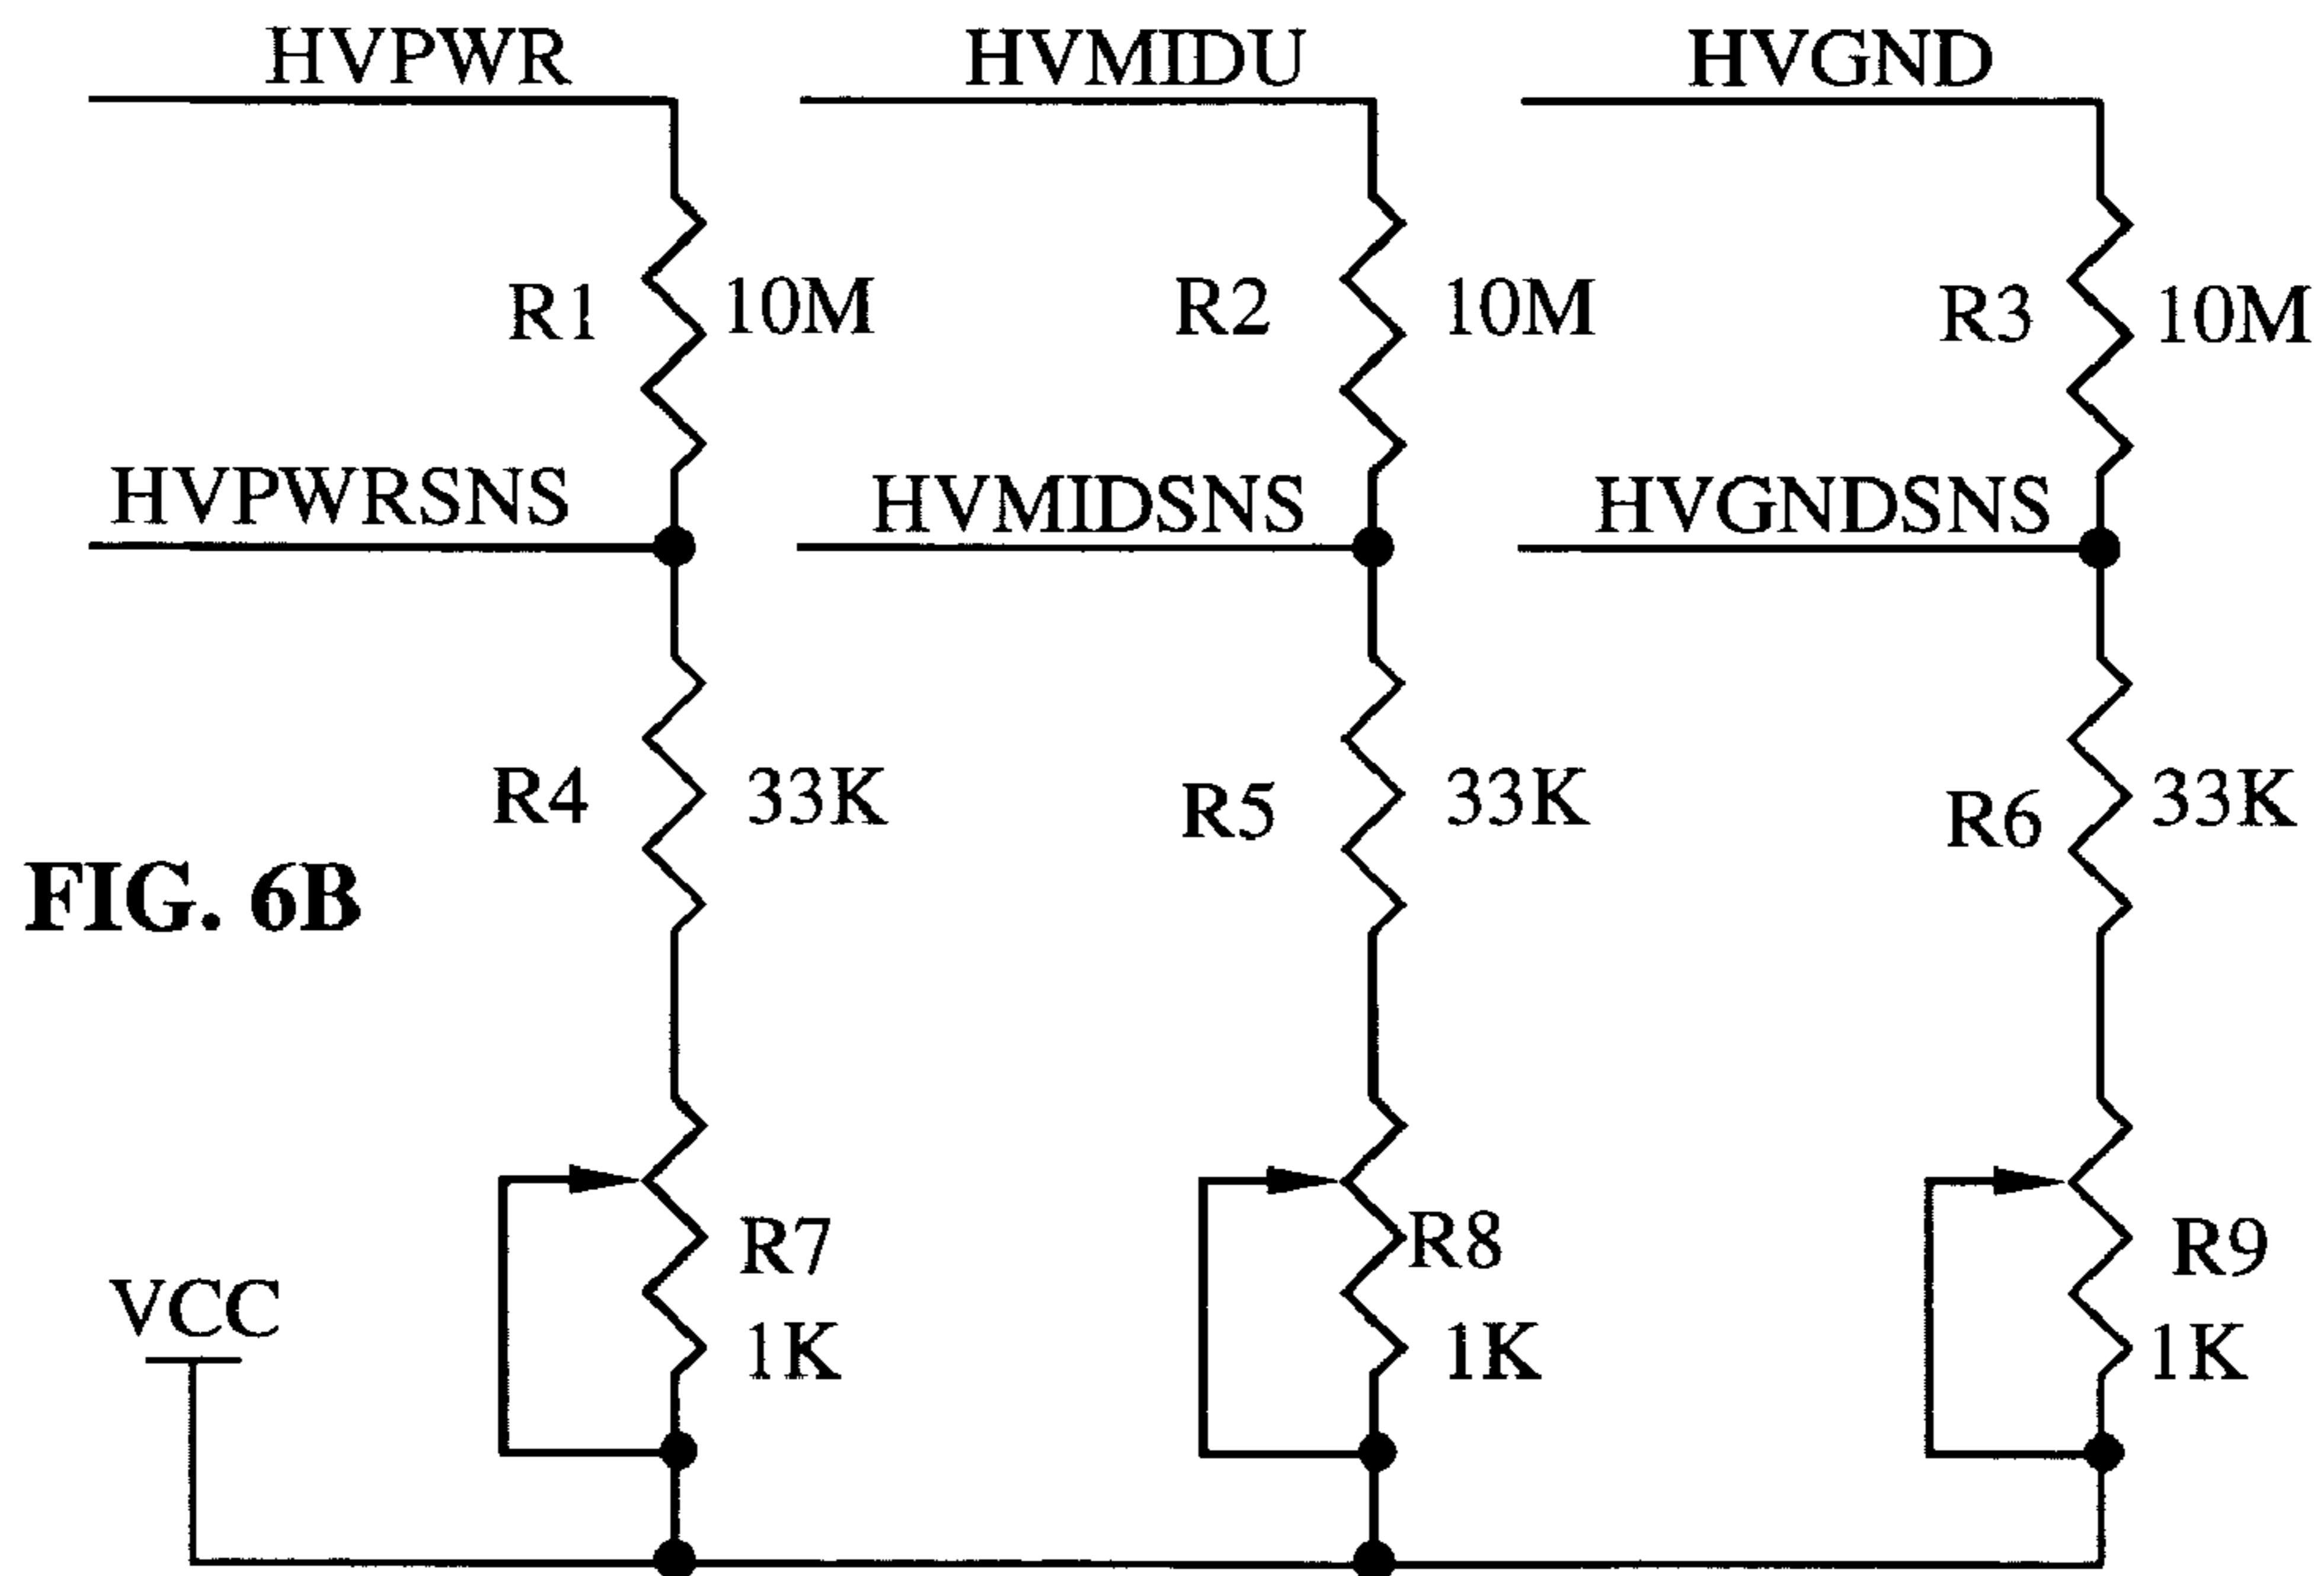 HVPWR
HVMIDU
HVGND
R1
10M
R2
10M
R3
10M
HVPWRSNS
HVMIDSNS
HVGNDSNS
R4
33K
R5
33K
R6
33K
FIG. 6B
R7
1K
R8
1K
R9
1K
VCC